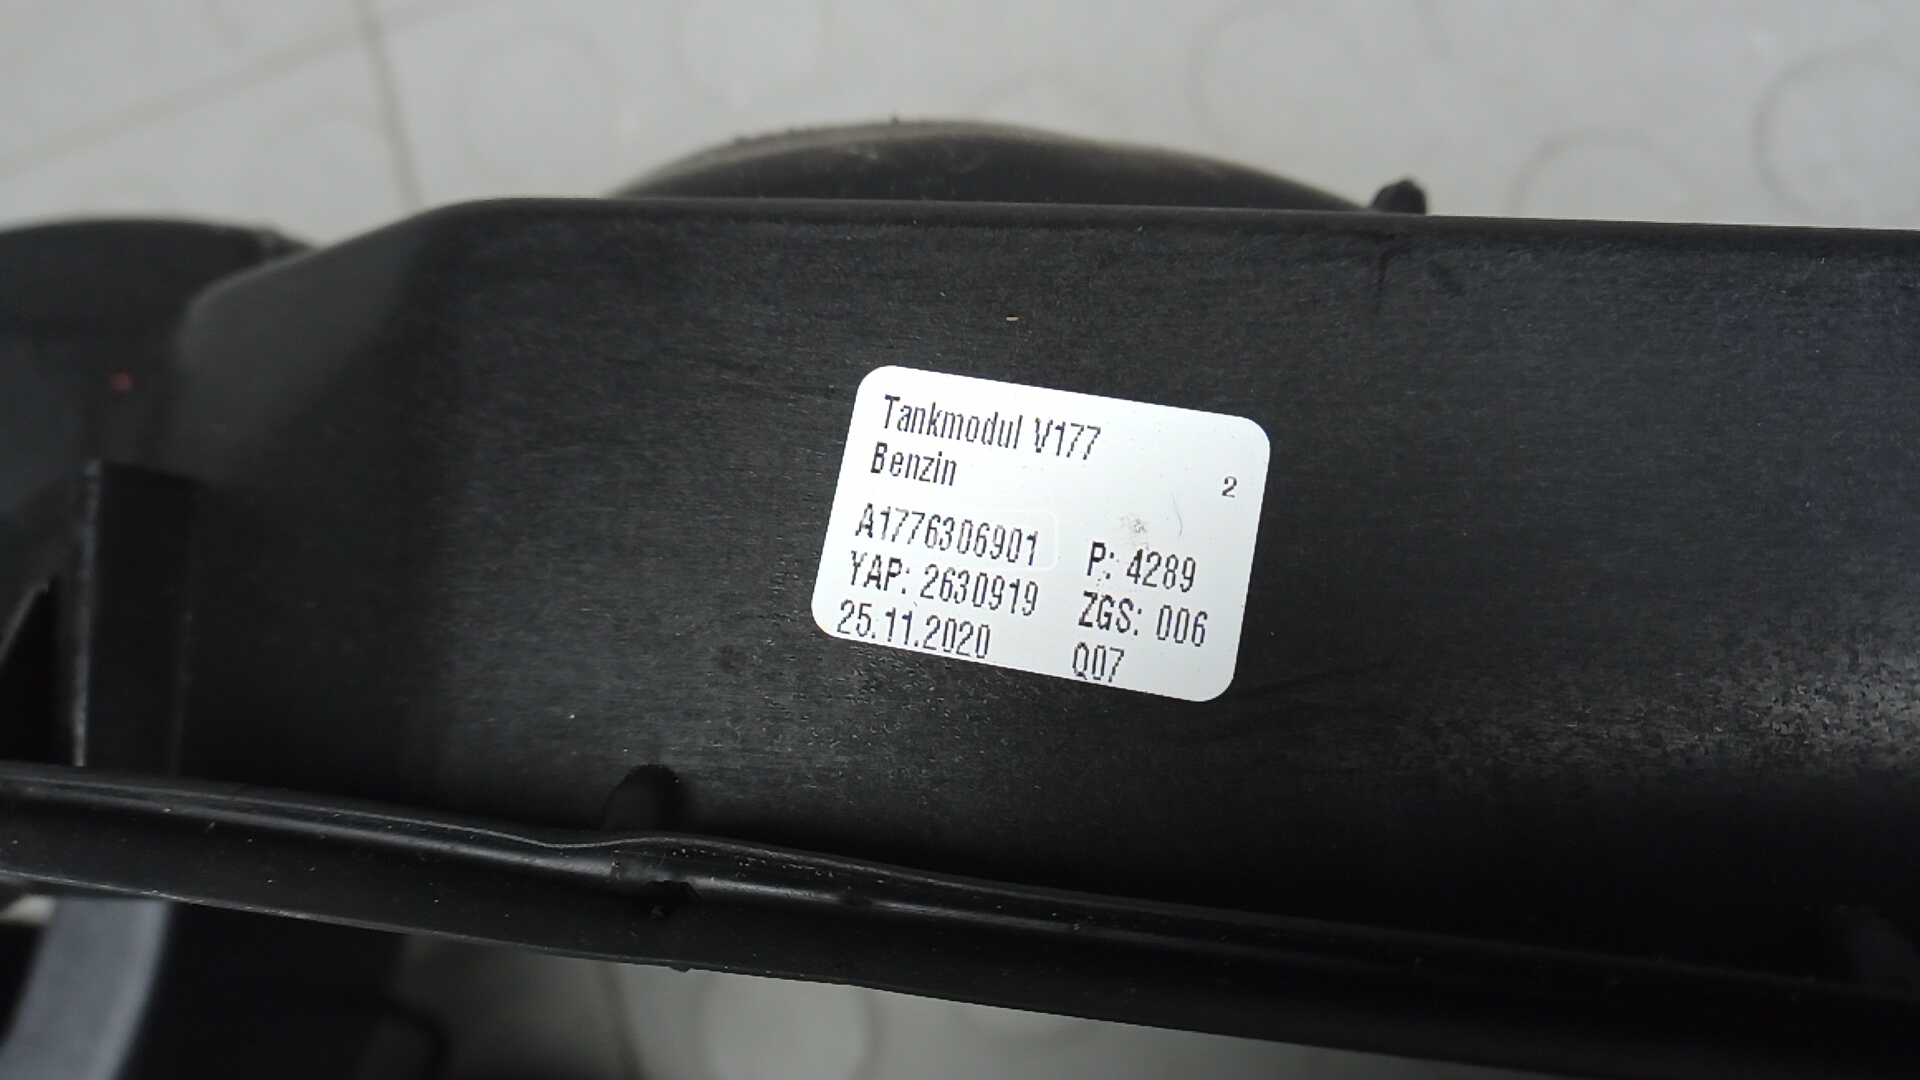 Tankmodul V177
Benzin 2
A1776306901 P: 4289
YAP: 2630919 ZGS: 006
25.11.2020 Q07